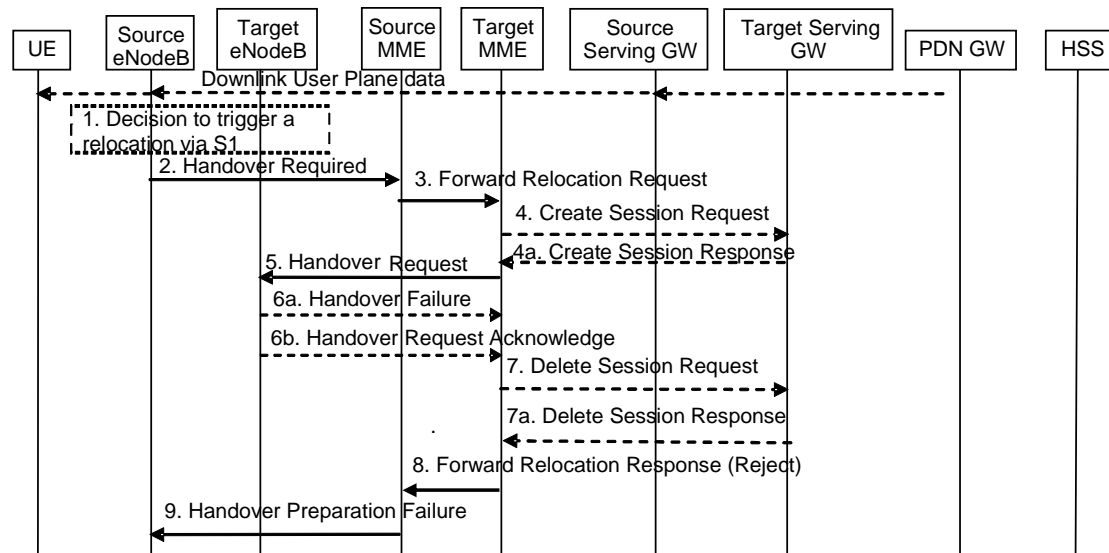 UE
Source
eNodeB
Target
eNodeB
Source
MME
Target
MME
Source
Serving GW
Target Serving
GW
PDN GW
HSS
Downlink User Plane data
1. Decision to trigger a
relocation via S1
2. Handover Required
3. Forward Relocation Request
4. Create Session Request
4a. Create Session Response
5. Handover Request
6a. Handover Failure
6b. Handover Request Acknowledge
7. Delete Session Request
7a. Delete Session Response
.
8. Forward Relocation Response (Reject)
9. Handover Preparation Failure